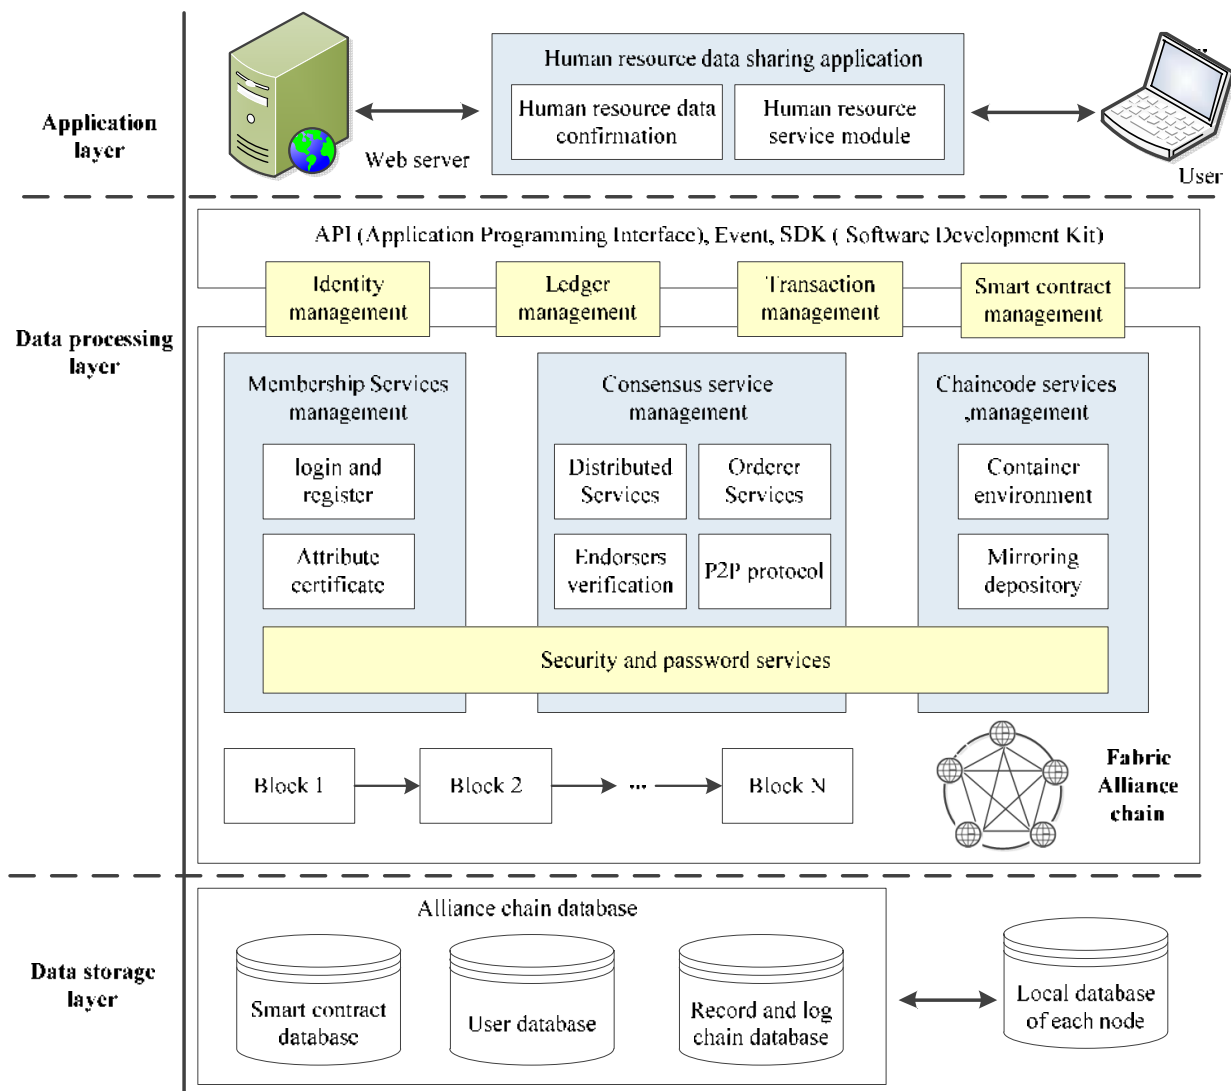 Human resource data sharing application
Human resource data
confirmation
Human resource
service module
Application
layer
Web server
User
API (Application Programming Interface), Event, SDK ( Software Development Kit)
Identity
management
Ledger
management
Transaction
management
Smart contract
management
Data processing
layer
Membership Services
management
Consensus service
management
Chaincode services
,management
login and
register
Distributed
Services
Orderer
Services
Container
environment
Attribute
certificate
Endorsers
verification
P2P protocol
Mirroring
depository
Security and password services
Block 1
Block 2
...
Block N
Fabric
Alliance
chain
Alliance chain database
Data storage
layer
Smart contract
database
User database
Record and log
chain database
Local database
of each node